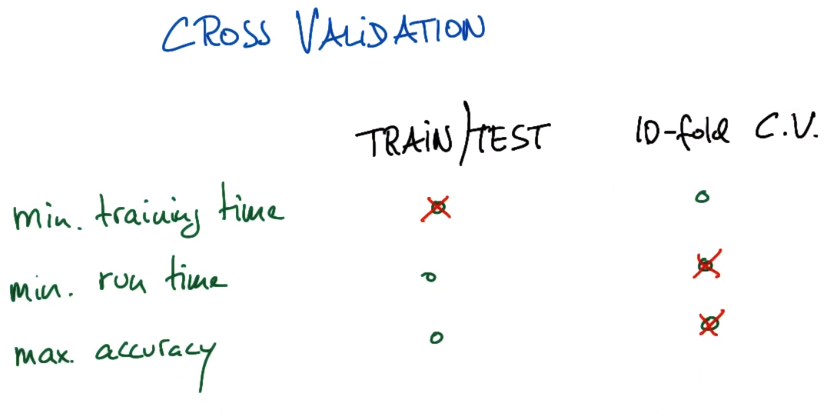 CROSS VALIDATION
TRAIN/TEST 10-fold C.V.
min. training time
min. run time
max. accuracy